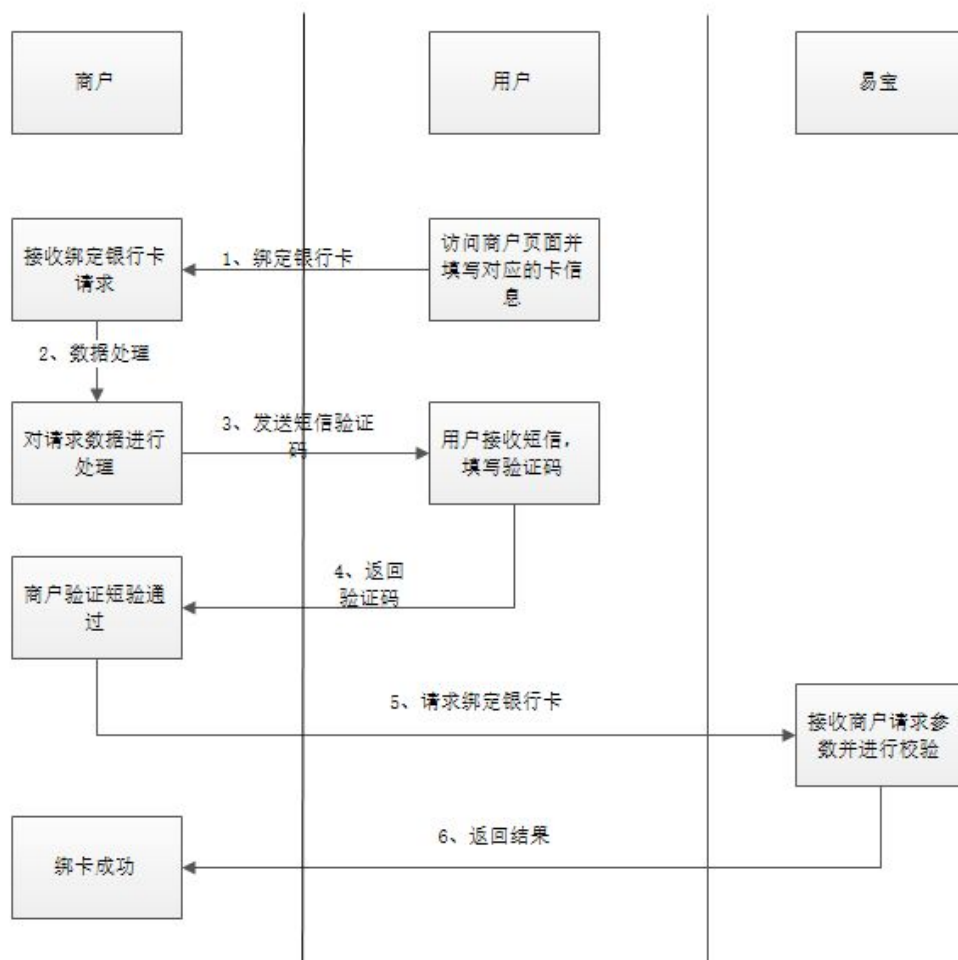 商户
用户
易宝
接收绑定银行卡
请求
1、绑定银行卡
访问商户页面并
填写对应的卡信
息
2、数据处理
对请求数据进行
处理
3、发送短信验证
码
用户接收短信，
填写验证码
4、返回
验证码
商户验证短验通
过
5、请求绑定银行卡
接收商户请求参
数并进行校验
6、返回结果
绑卡成功